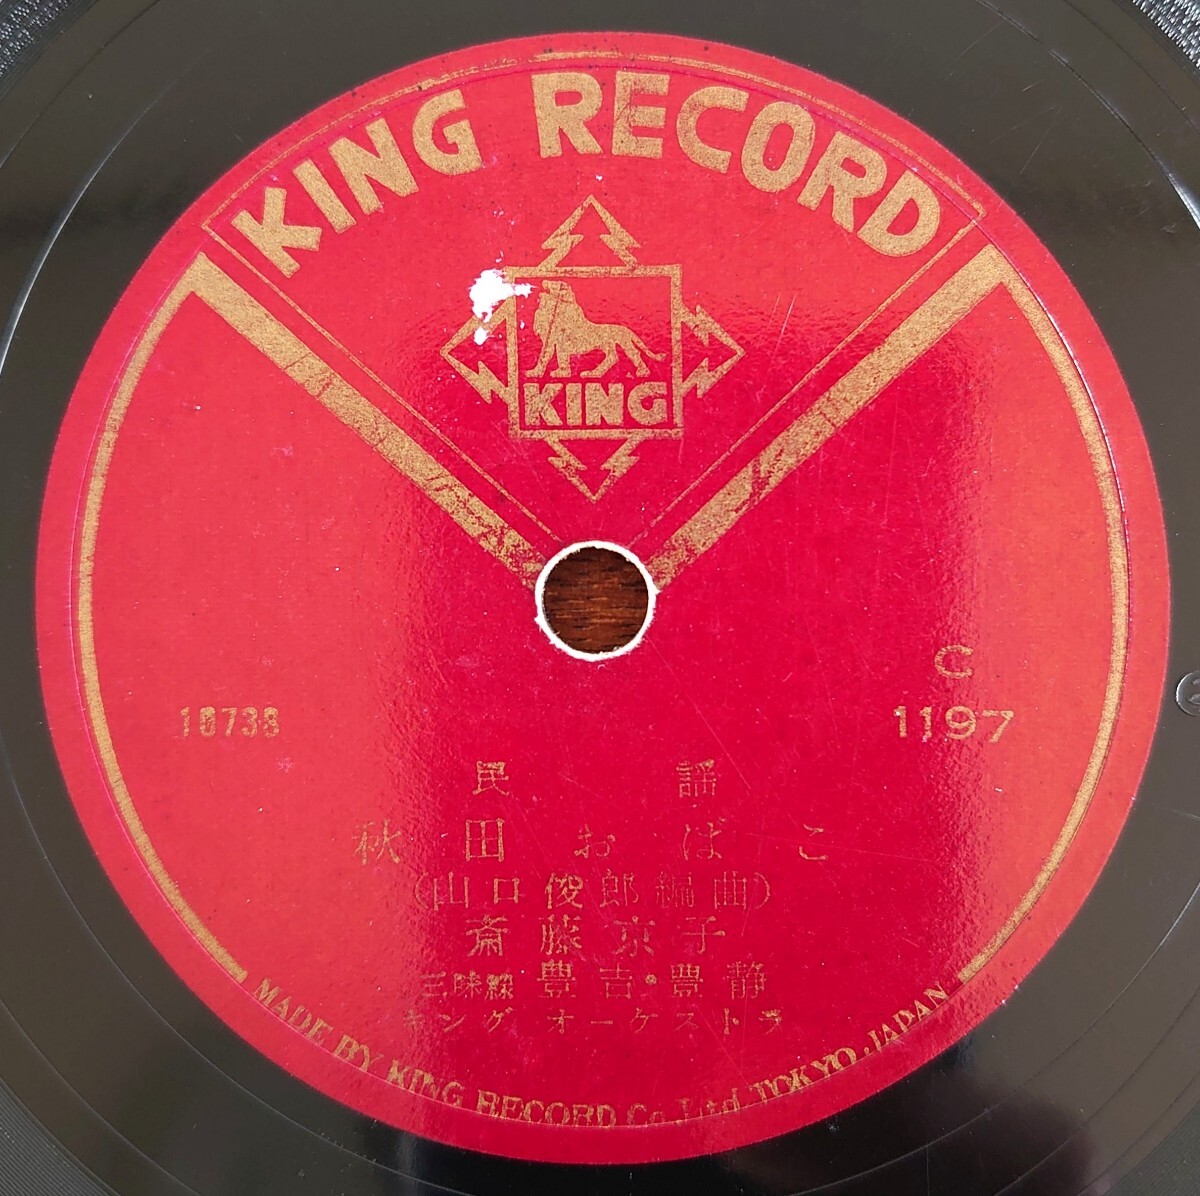 KING RECORD
KING
C
10738
1197
民謡
秋田おばこ
(山口俊郎編曲)
斎藤京子
三味線 豊吉・豊静
キング オーケストラ
MADE BY KING RECORD Co. Ltd. TOKYO. JAPAN